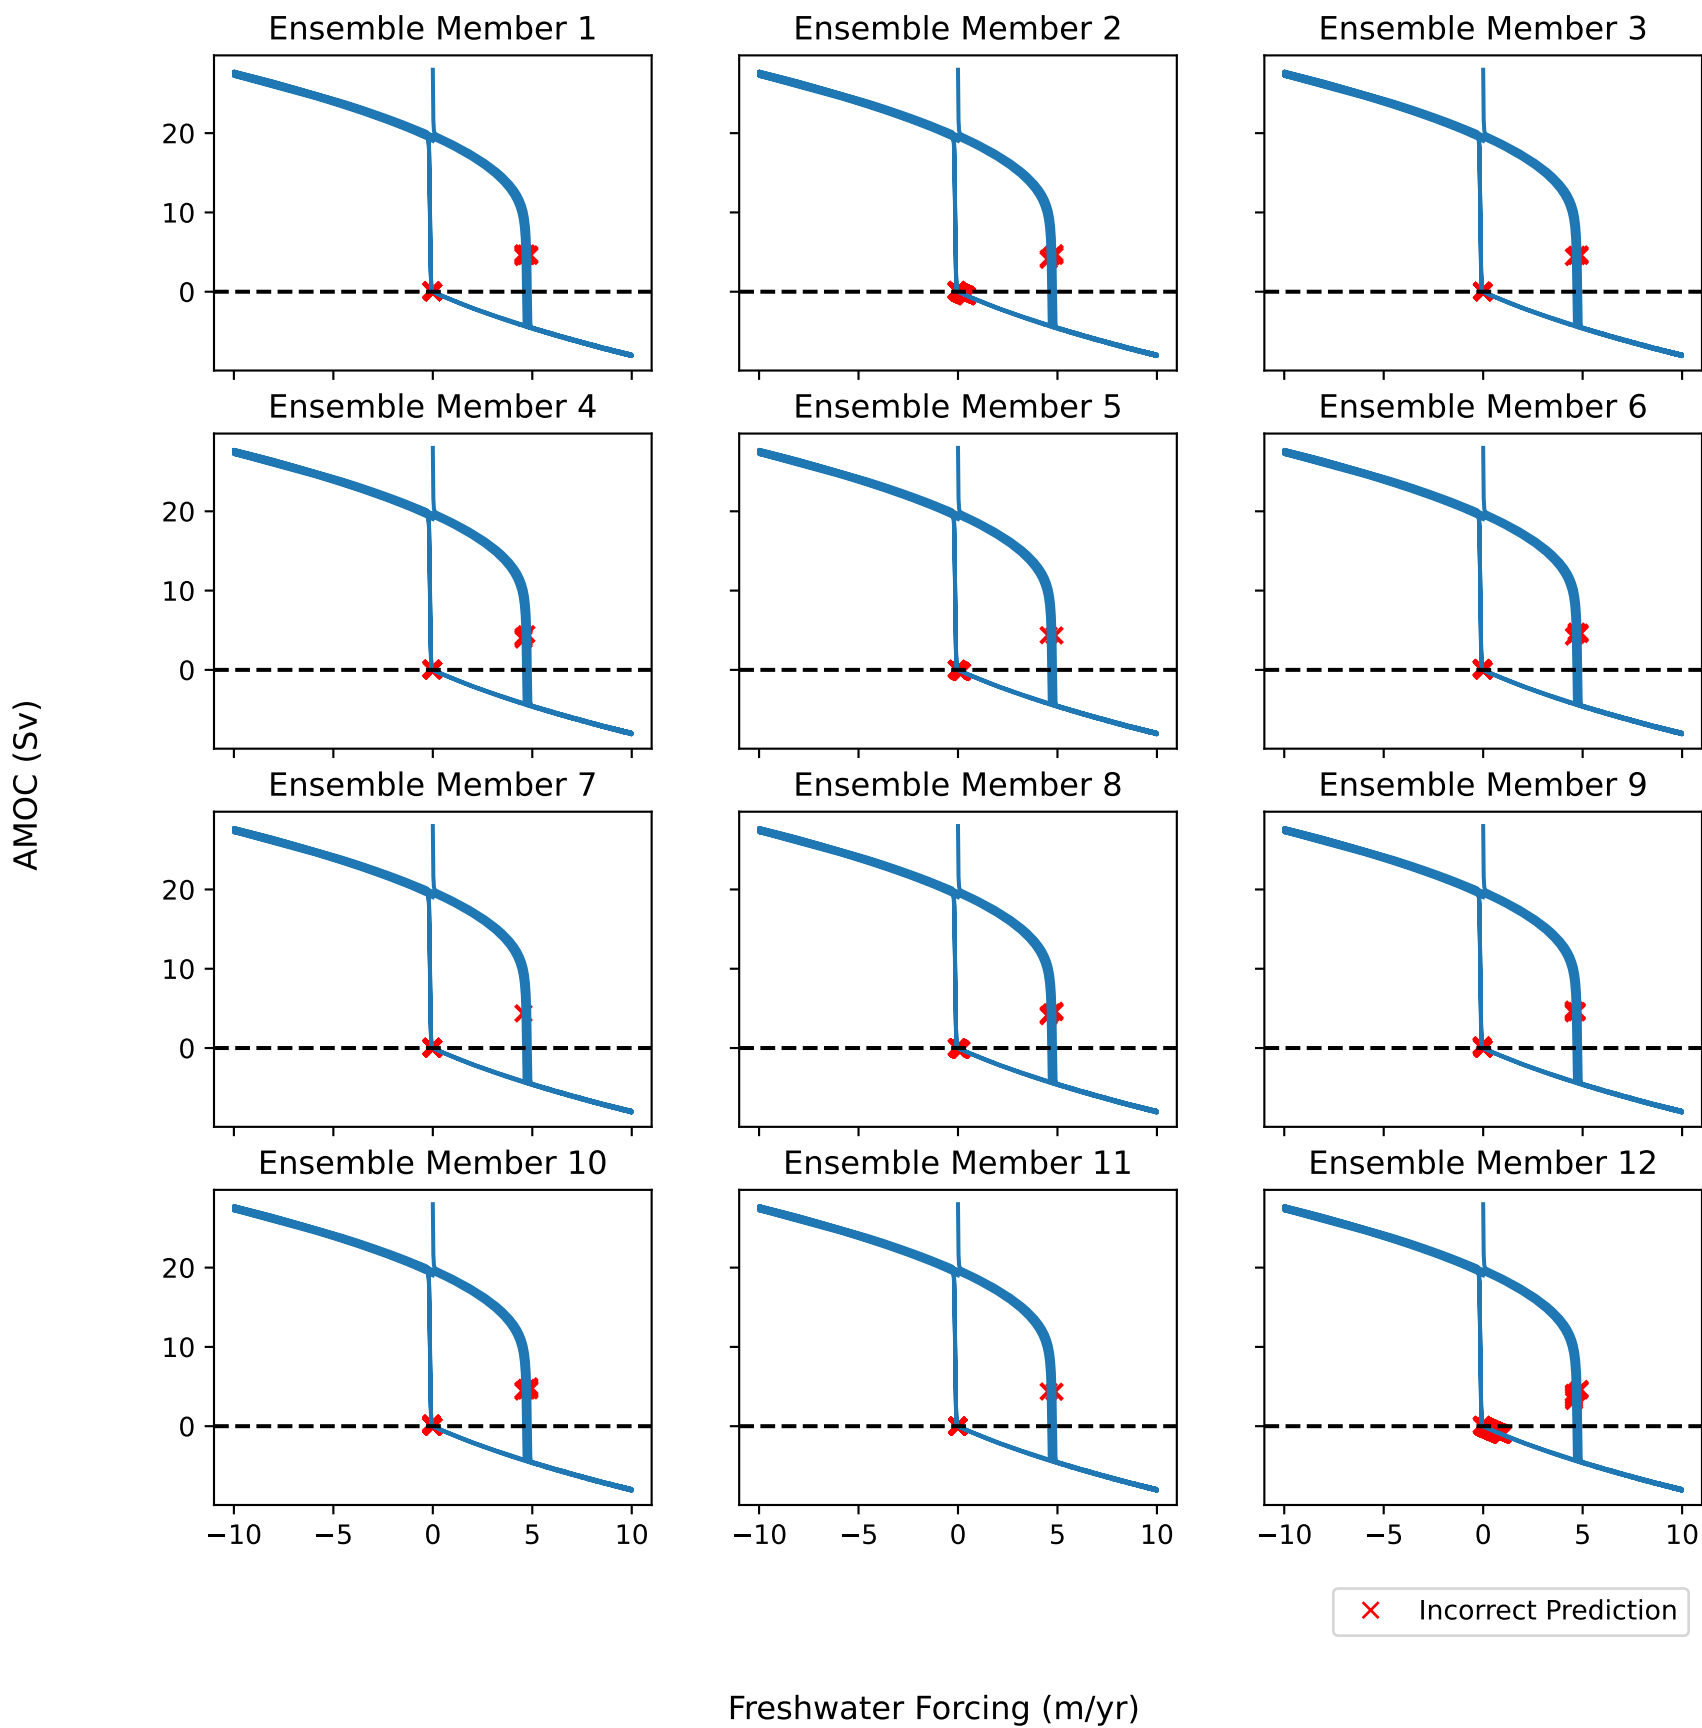 Ensemble Member 1
Ensemble Member 2
Ensemble Member 3
20
10
0
Ensemble Member 4
Ensemble Member 5
Ensemble Member 6
20
10
0
AMOC (Sv)
Ensemble Member 7
Ensemble Member 8
Ensemble Member 9
20
10
0
Ensemble Member 10
Ensemble Member 11
Ensemble Member 12
20
10
0
−10 −5 0 5 10
−10 −5 0 5 10
−10 −5 0 5 10
Incorrect Prediction
Freshwater Forcing (m/yr)